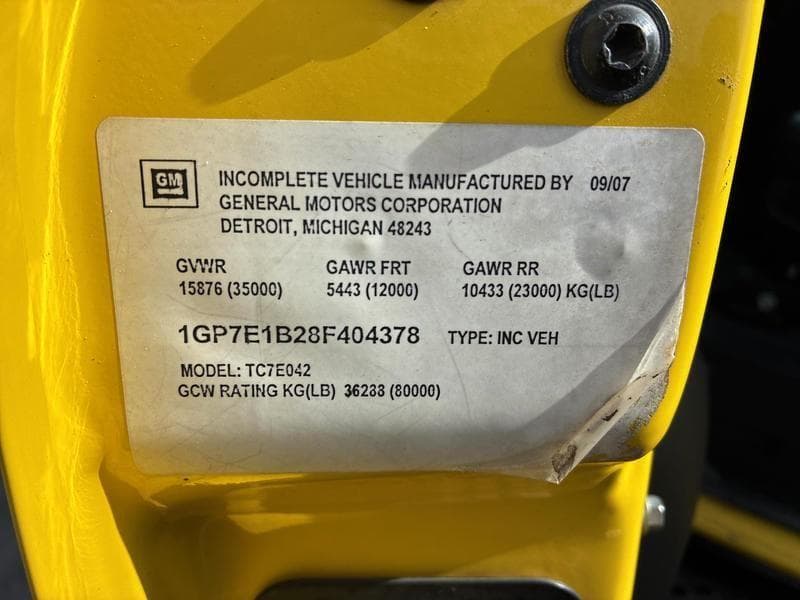 GM
INCOMPLETE VEHICLE MANUFACTURED BY 09/07
GENERAL MOTORS CORPORATION
DETROIT, MICHIGAN 48243
GVWR GAWR FRT GAWR RR
15876 (35000) 5443 (12000) 10433 (23000) KG(LB)
1GP7E1B28F404378 TYPE: INC VEH
MODEL: TC7E042
GCW RATING KG(LB) 36288 (80000)